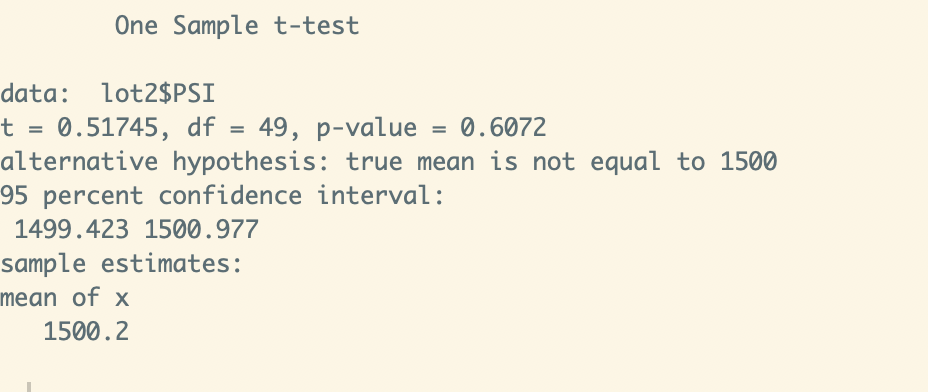 One Sample t-test
data: lot2$PSI
t = 0.51745, df = 49, p-value = 0.6072
alternative hypothesis: true mean is not equal to 1500
95 percent confidence interval:
1499.423 1500.977
sample estimates:
mean of x
1500.2